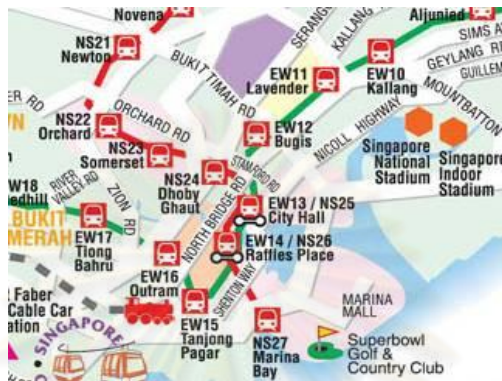 Novena
NS21
Newton
BUKIT TIMAH RD
KALLANG
Aljunied
SIMS
GEYLANG
MOUNTBATTEN
EW11
Lavender
EW10
Kallang
NS22
Orchard
ORCHARD RD
NS23
Somerset
EW12
Bugis
NICOLL HIGHWAY
Singapore
National
Stadium
Singapore
Indoor
Stadium
NS24
Dhoby
Ghaut
STAMFORD RD
EW18
RIVER
VALLEY RD
ZION RD
BUKIT
MERAH
EW17
Tiong
Bahru
NORTH BRIDGE RD
EW13 / NS25
City Hall
EW14 / NS26
Raffles Place
EW16
Outram
SHENTON WAY
Faber
Cable Car
EW15
Tanjong
Pagar
NS27
Marina
Bay
MARINA
MALL
SINGAPORE
Superbowl
Golf &
Country Club